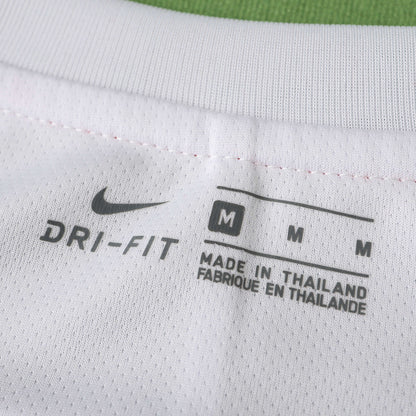 DRI-FIT
M M M
MADE IN THAILAND
FABRIQUE EN THAILANDE